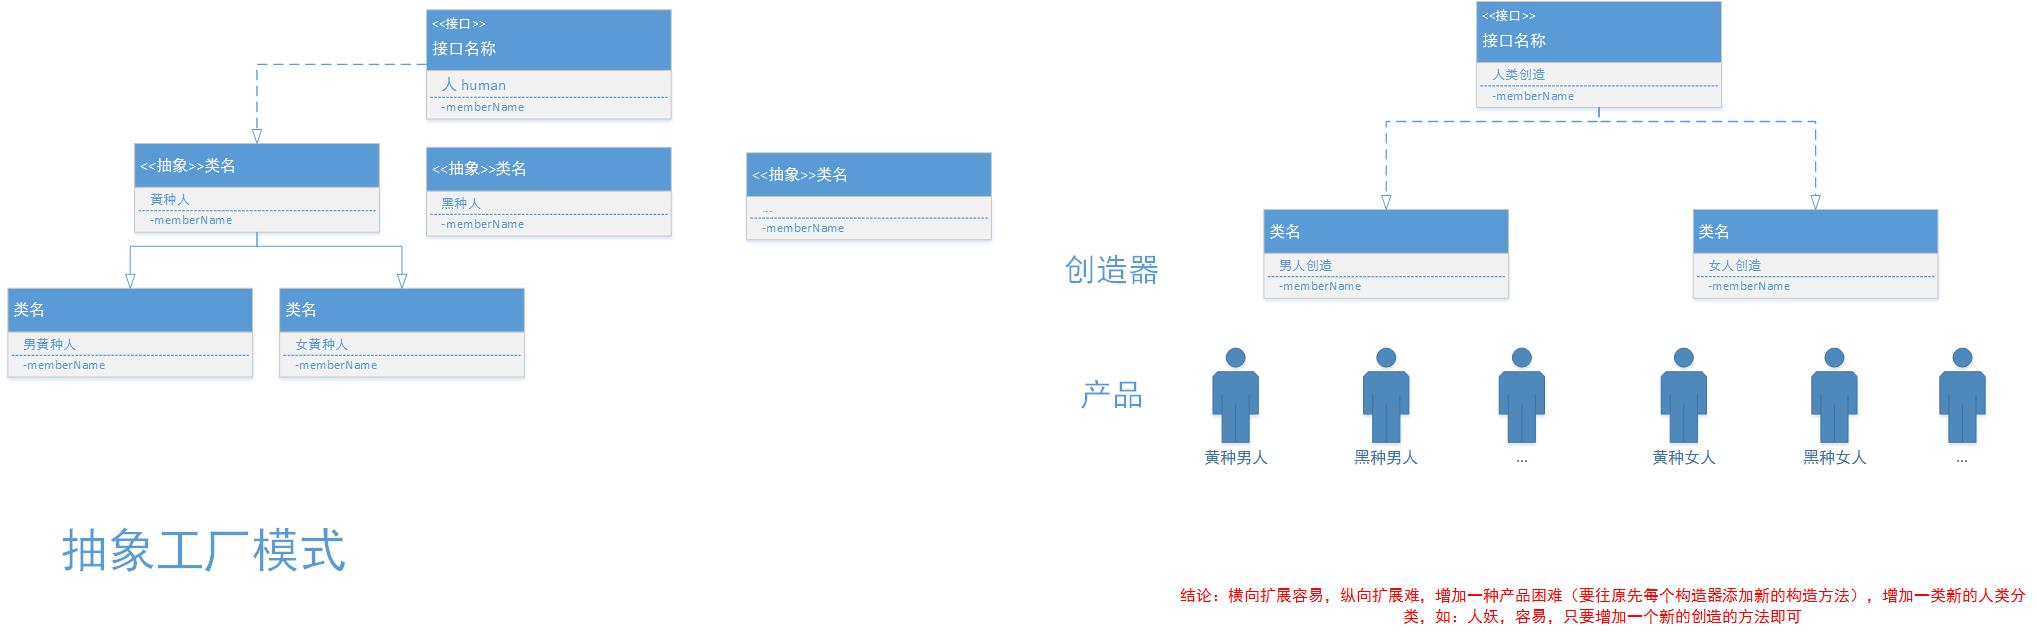 <<接口>>
接口名称
人 human
-memberName
<<抽象>>类名
黄种人
-memberName
<<抽象>>类名
黑种人
-memberName
<<抽象>>类名
...
-memberName
类名
男黄种人
-memberName
类名
女黄种人
-memberName
抽象工厂模式
<<接口>>
接口名称
人类创造
-memberName
创造器
类名
男人创造
-memberName
类名
女人创造
-memberName
产品
黄种男人
黑种男人
...
黄种女人
黑种女人
...
结论：横向扩展容易，纵向扩展难，增加一种产品困难（要往原先每个构造器添加新的构造方法），增加一类新的人类分
类，如：人妖，容易，只要增加一个新的创造的方法即可